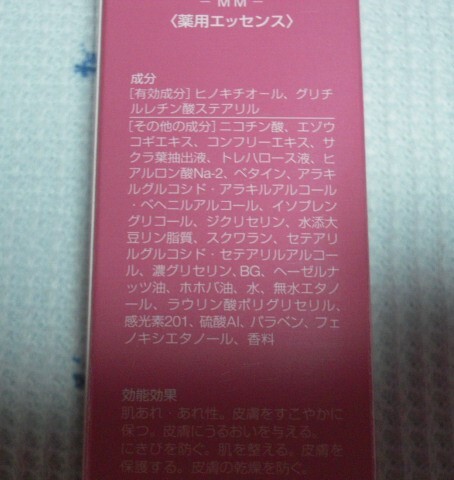 − MM −
〈薬用エッセンス〉
成分
[有効成分] ヒノキチオール、グリチ
ルレチン酸ステアリル
[その他の成分] ニコチン酸、エゾウ
コギエキス、コンフリーエキス、サ
クラ葉抽出液、トレハロース液、ヒ
アルロン酸Na-2、ベタイン、アラキ
ルグルコシド・アラキルアルコール
・ベヘニルアルコール、イソプレン
グリコール、ジグリセリン、水添大
豆リン脂質、スクワラン、セテアリ
ルグルコシド・セテアリルアルコー
ル、濃グリセリン、BG、ヘーゼルナ
ッツ油、ホホバ油、水、無水エタノ
ール、ラウリン酸ポリグリセリル、
感光素201、硫酸Al、パラベン、フェ
ノキシエタノール、香料
効能効果
肌あれ・あれ性。皮膚をすこやかに
保つ。皮膚にうるおいを与える。
にきびを防ぐ。肌を整える。皮膚を
保護する。皮膚の乾燥を防ぐ。